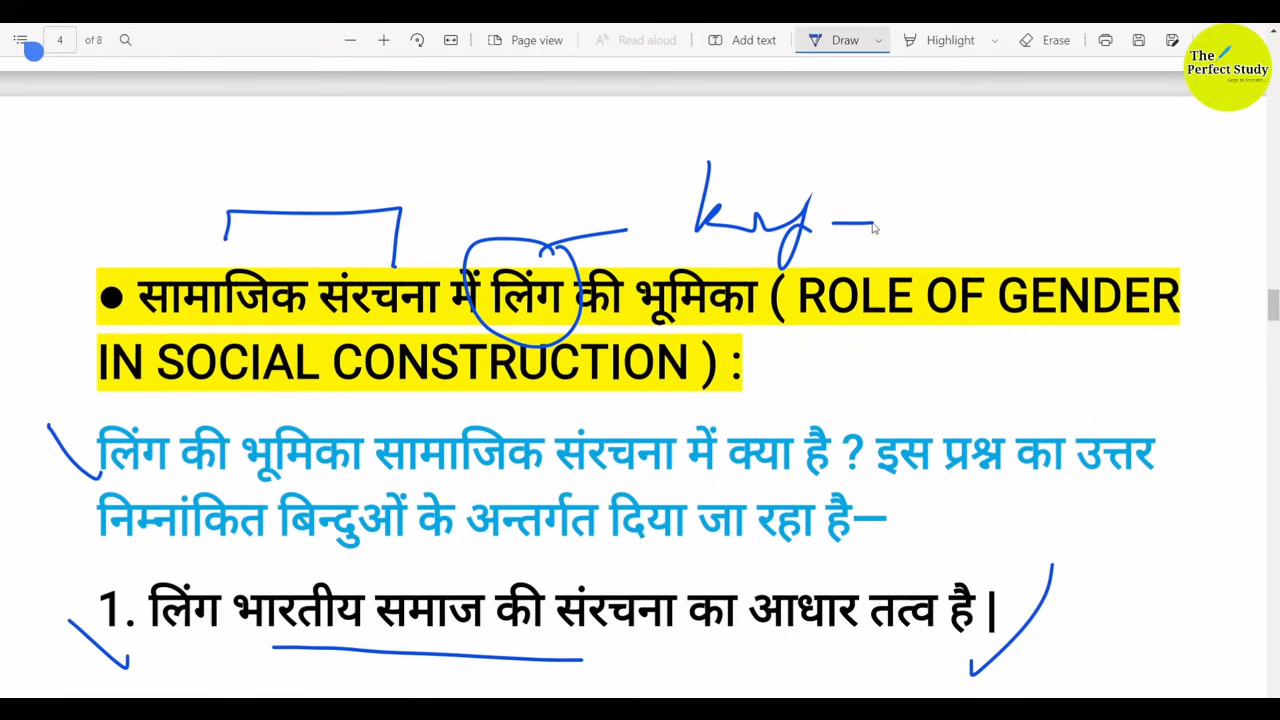 4 of 8 Page view Read aloud Add text Draw Highlight Erase
The Perfect Study
● सामाजिक संरचना में लिंग की भूमिका ( ROLE OF GENDER
IN SOCIAL CONSTRUCTION ) :
लिंग की भूमिका सामाजिक संरचना में क्या है ? इस प्रश्न का उत्तर
निम्नांकित बिन्दुओं के अन्तर्गत दिया जा रहा है—
1. लिंग भारतीय समाज की संरचना का आधार तत्व है |